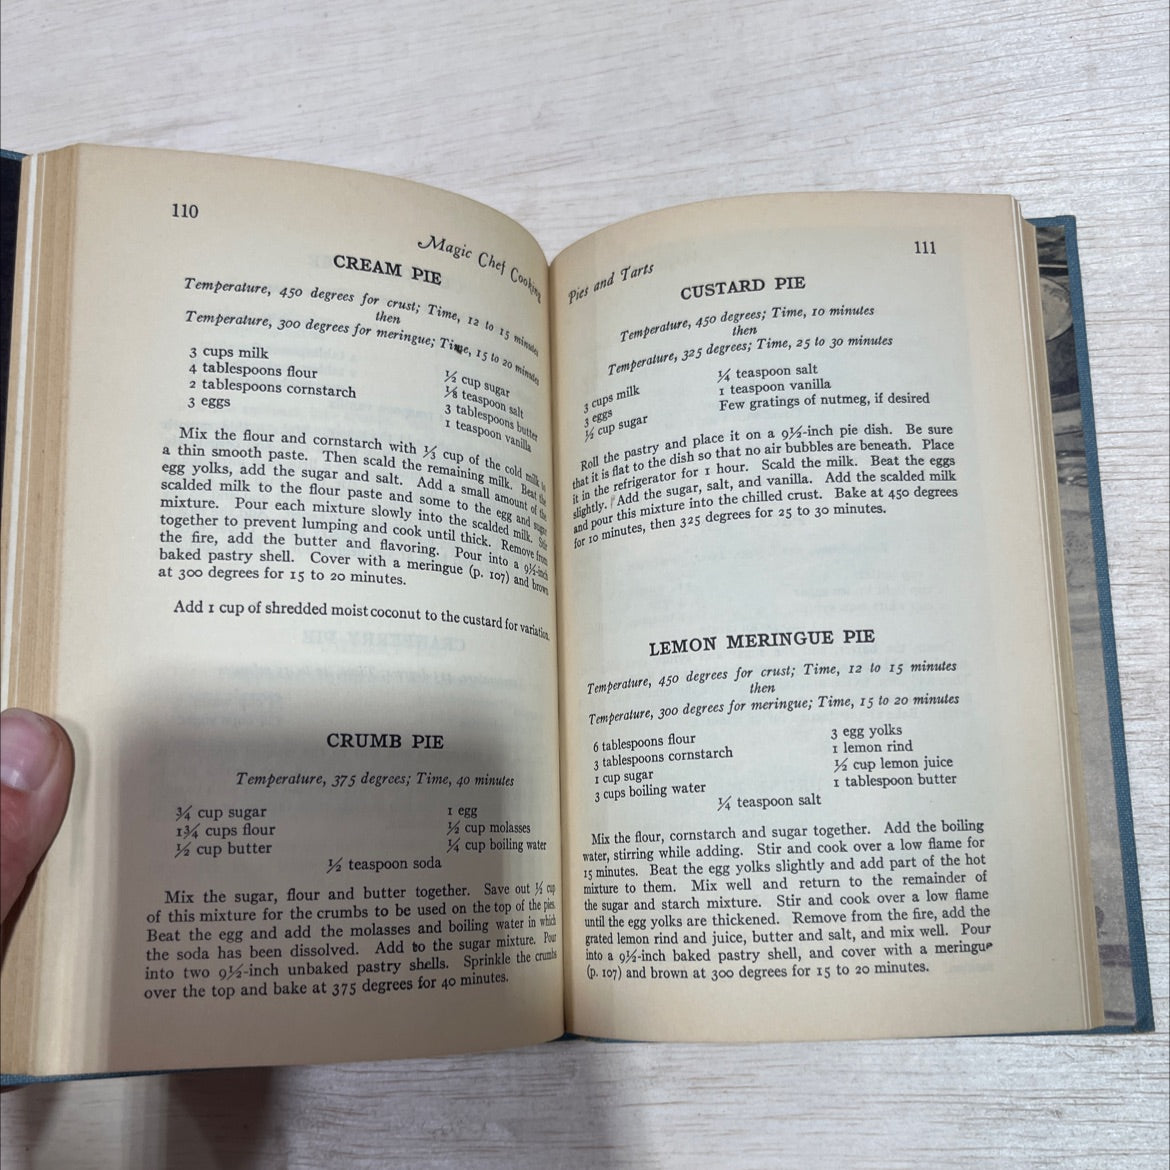 110
Magic Chef Cooking
CREAM PIE
Temperature, 450 degrees for crust; Time, 12 to 15 minutes
then
Temperature, 300 degrees for meringue; Time, 15 to 20 minutes
3 cups milk
4 tablespoons flour
2 tablespoons cornstarch
3 eggs
½ cup sugar
⅛ teaspoon salt
3 tablespoons butter
1 teaspoon vanilla
Mix the flour and cornstarch with ⅓ cup of the cold milk to
a thin smooth paste. Then scald the remaining milk. Beat the
egg yolks, add the sugar and salt. Add a small amount of the
scalded milk to the flour paste and some to the egg and sugar
mixture. Pour each mixture slowly into the scalded milk. Stir
together to prevent lumping and cook until thick. Remove from
the fire, add the butter and flavoring. Pour into a 9½-inch
baked pastry shell. Cover with a meringue (p. 107) and brown
at 300 degrees for 15 to 20 minutes.
Add 1 cup of shredded moist coconut to the custard for variation.
CRUMB PIE
Temperature, 375 degrees; Time, 40 minutes
¾ cup sugar
1¾ cups flour
½ cup butter
1 egg
½ cup molasses
¼ cup boiling water
½ teaspoon soda
Mix the sugar, flour and butter together. Save out ½ cup
of this mixture for the crumbs to be used on the top of the pies.
Beat the egg and add the molasses and boiling water in which
the soda has been dissolved. Add to the sugar mixture. Pour
into two 9½-inch unbaked pastry shells. Sprinkle the crumbs
over the top and bake at 375 degrees for 40 minutes.
111
Pies and Tarts
CUSTARD PIE
Temperature, 450 degrees; Time, 10 minutes
then
Temperature, 325 degrees; Time, 25 to 30 minutes
3 cups milk
3 eggs
½ cup sugar
¼ teaspoon salt
1 teaspoon vanilla
Few gratings of nutmeg, if desired
Roll the pastry and place it on a 9½-inch pie dish. Be sure
that it is flat to the dish so that no air bubbles are beneath. Place
it in the refrigerator for 1 hour. Scald the milk. Beat the eggs
slightly. Add the sugar, salt, and vanilla. Add the scalded milk
and pour this mixture into the chilled crust. Bake at 450 degrees
for 10 minutes, then 325 degrees for 25 to 30 minutes.
LEMON MERINGUE PIE
Temperature, 450 degrees for crust; Time, 12 to 15 minutes
then
Temperature, 300 degrees for meringue; Time, 15 to 20 minutes
6 tablespoons flour
3 tablespoons cornstarch
1 cup sugar
3 cups boiling water
3 egg yolks
1 lemon rind
½ cup lemon juice
1 tablespoon butter
¼ teaspoon salt
Mix the flour, cornstarch and sugar together. Add the boiling
water, stirring while adding. Stir and cook over a low flame for
15 minutes. Beat the egg yolks slightly and add part of the hot
mixture to them. Mix well and return to the remainder of
the sugar and starch mixture. Stir and cook over a low flame
until the egg yolks are thickened. Remove from the fire, add the
grated lemon rind and juice, butter and salt, and mix well. Pour
into a 9½-inch baked pastry shell, and cover with a meringue
(p. 107) and brown at 300 degrees for 15 to 20 minutes.